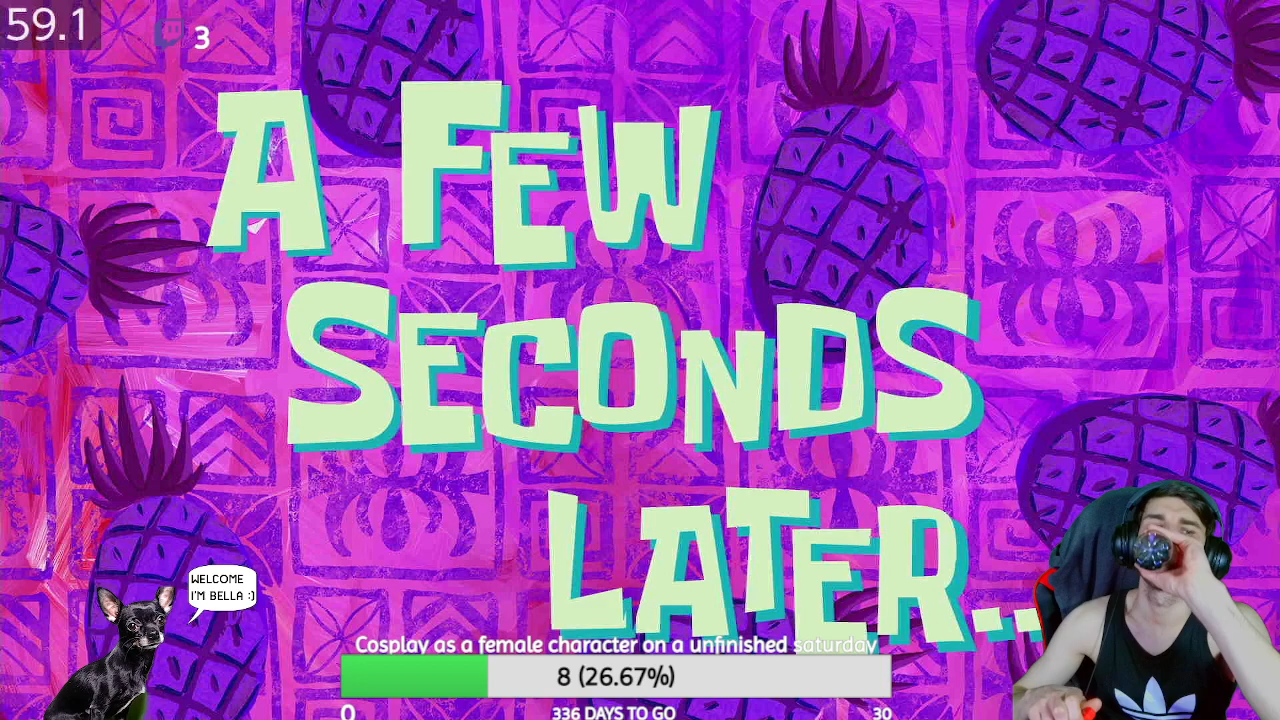 59.1
3
A FEW
SECONDS
LATER...
WELCOME
I'M BELLA :)
Cosplay as a female character on a unfinished saturday
8 (26.67%)
0 336 DAYS TO GO 30
adidas